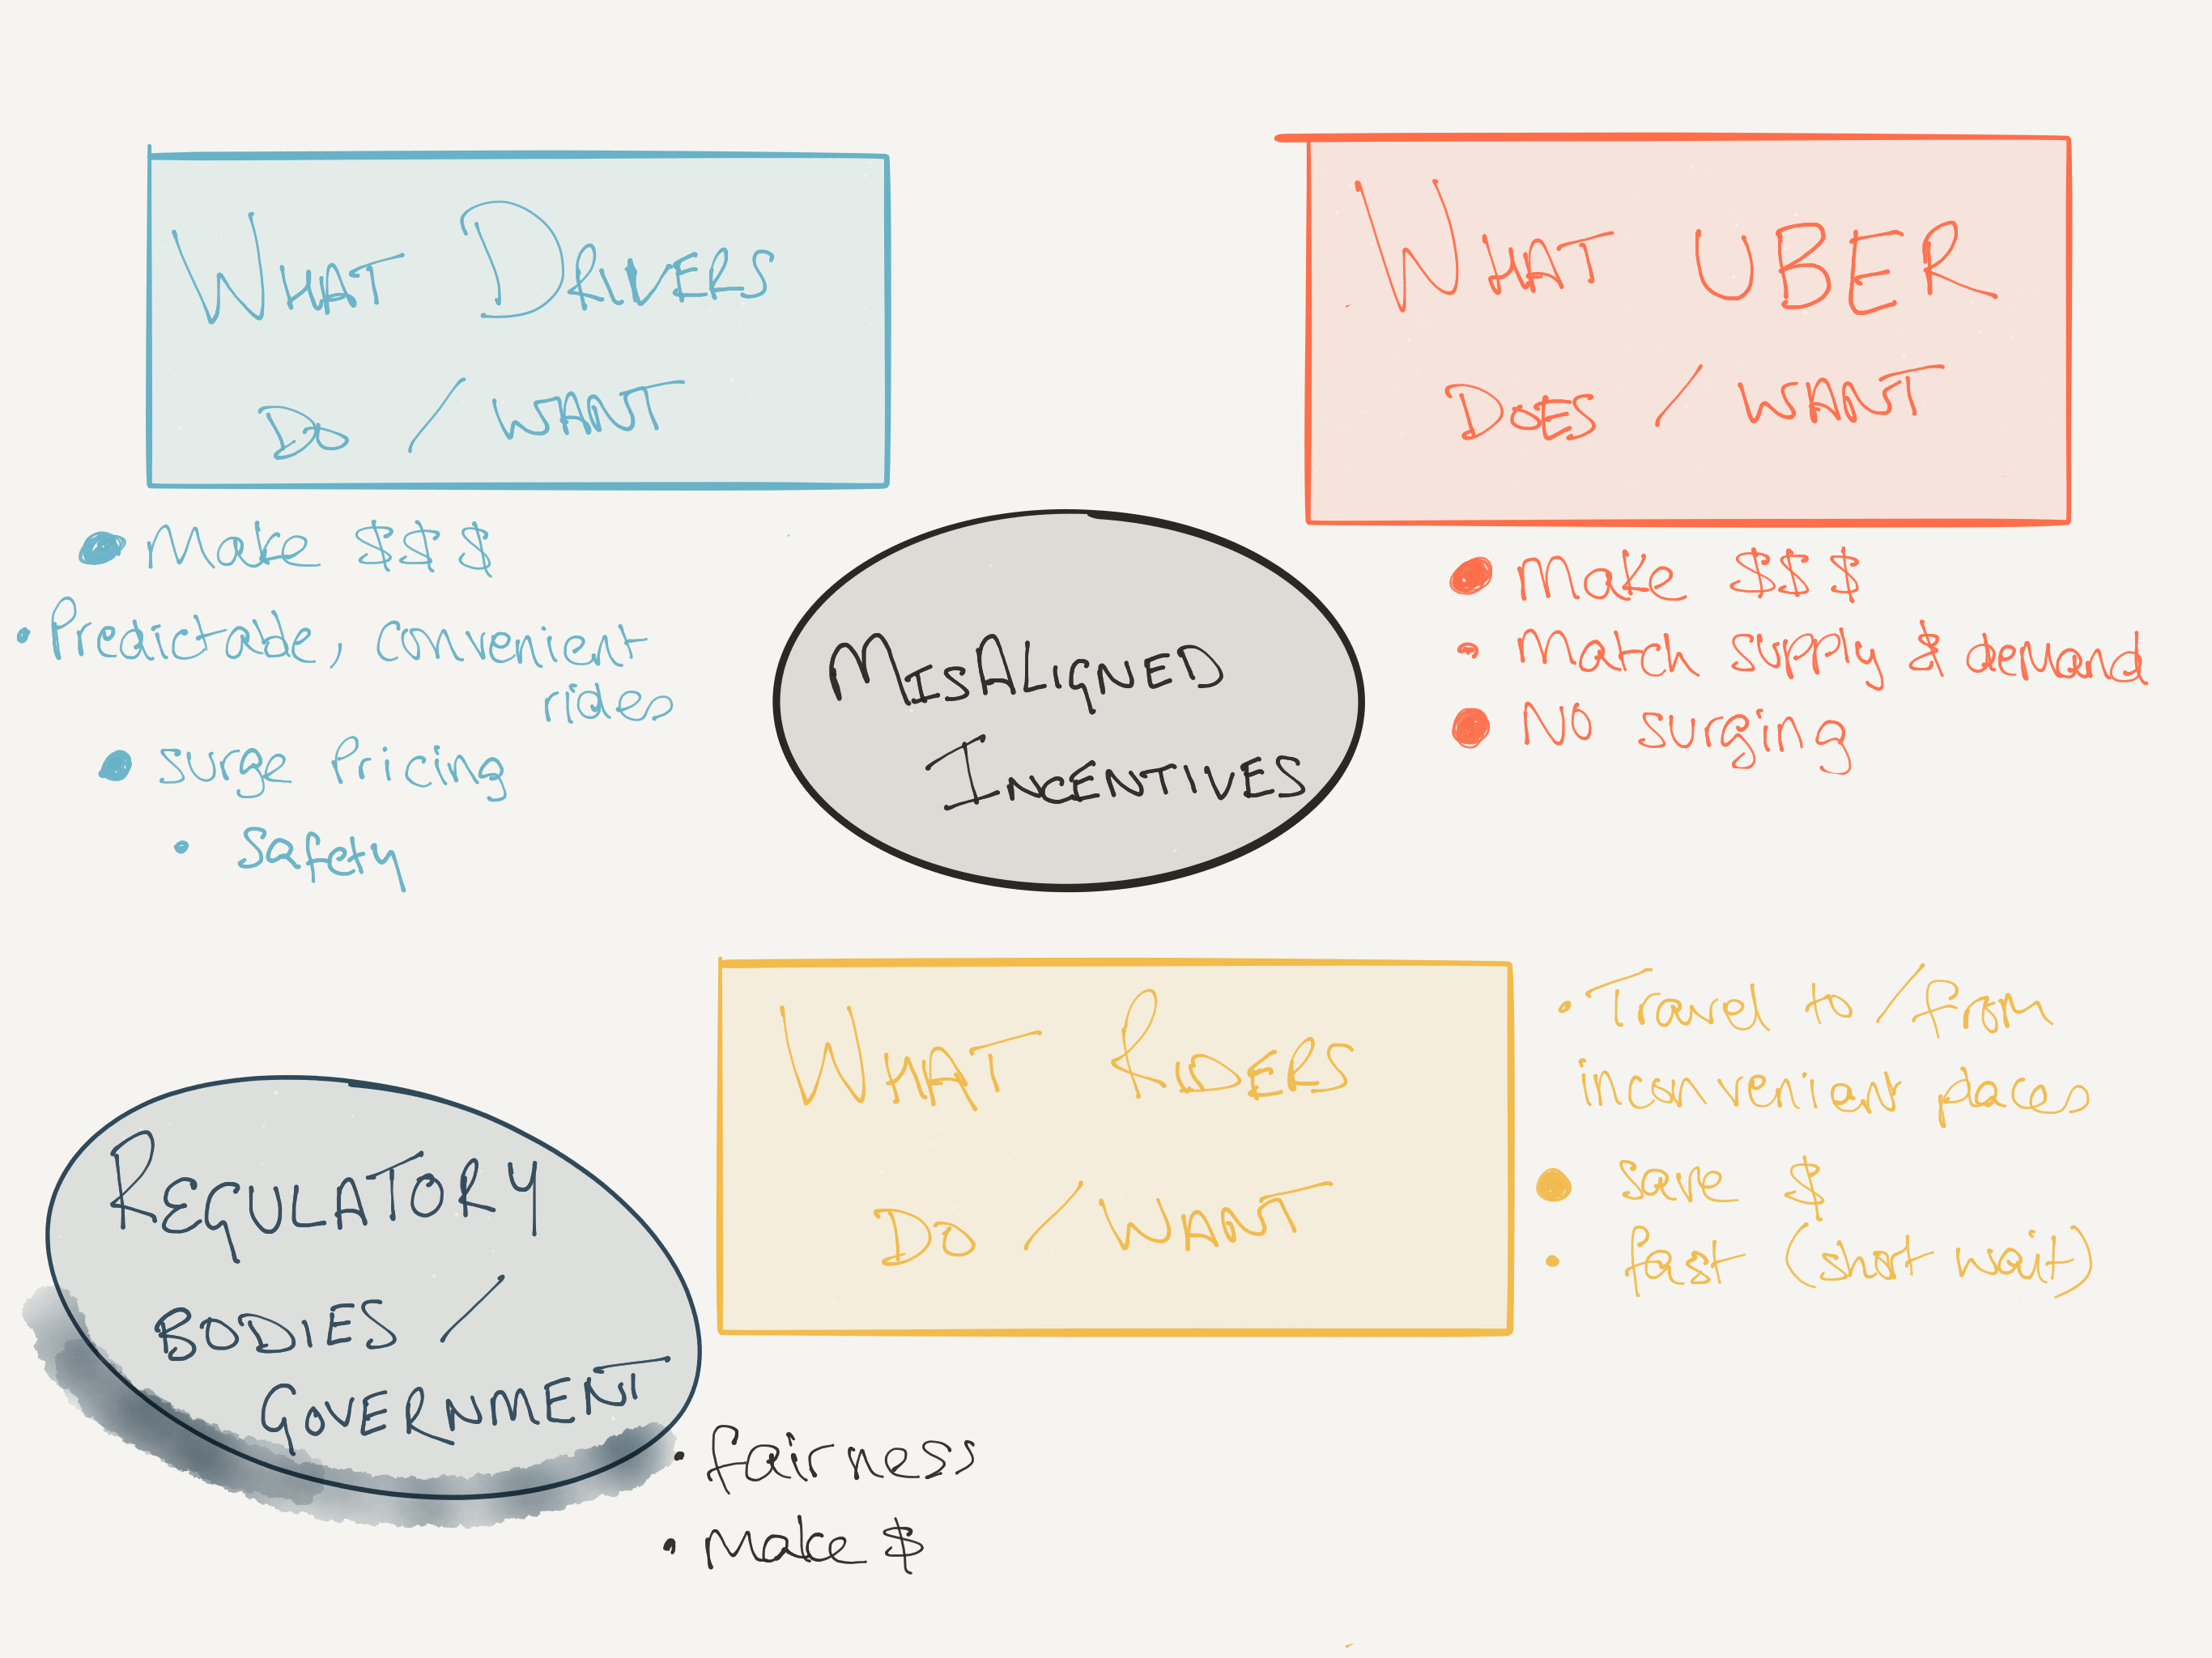 WHAT DRIVERS
DO / WANT
• Make $$$
• Predictable, convenient
rides
• surge pricing
• Safety
WHAT UBER
DOES / WANT
• Make $$$
• Match supply & demand
• NO surging
MISALIGNED
INCENTIVES
WHAT RIDERS
DO / WANT
• Travel to / from
inconvenient places
• Save $
• fast (short wait)
REGULATORY
BODIES /
GOVERNMENT
• fairness
• Make $